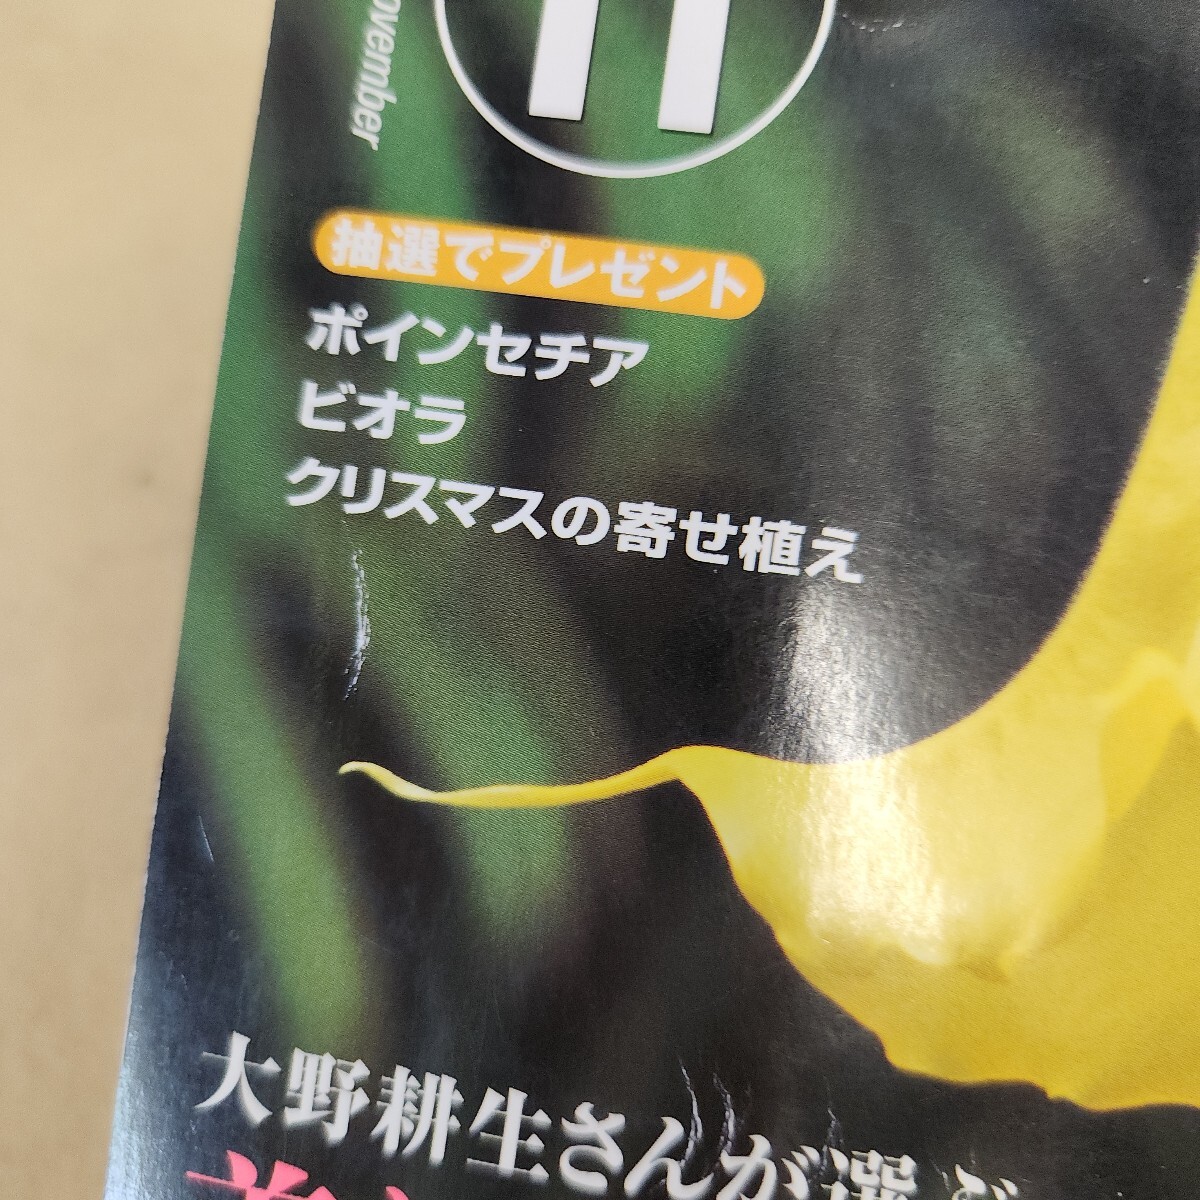 11
抽選でプレゼント
ポインセチア
ビオラ
クリスマスの寄せ植え
大野耕生さんが選ぶ